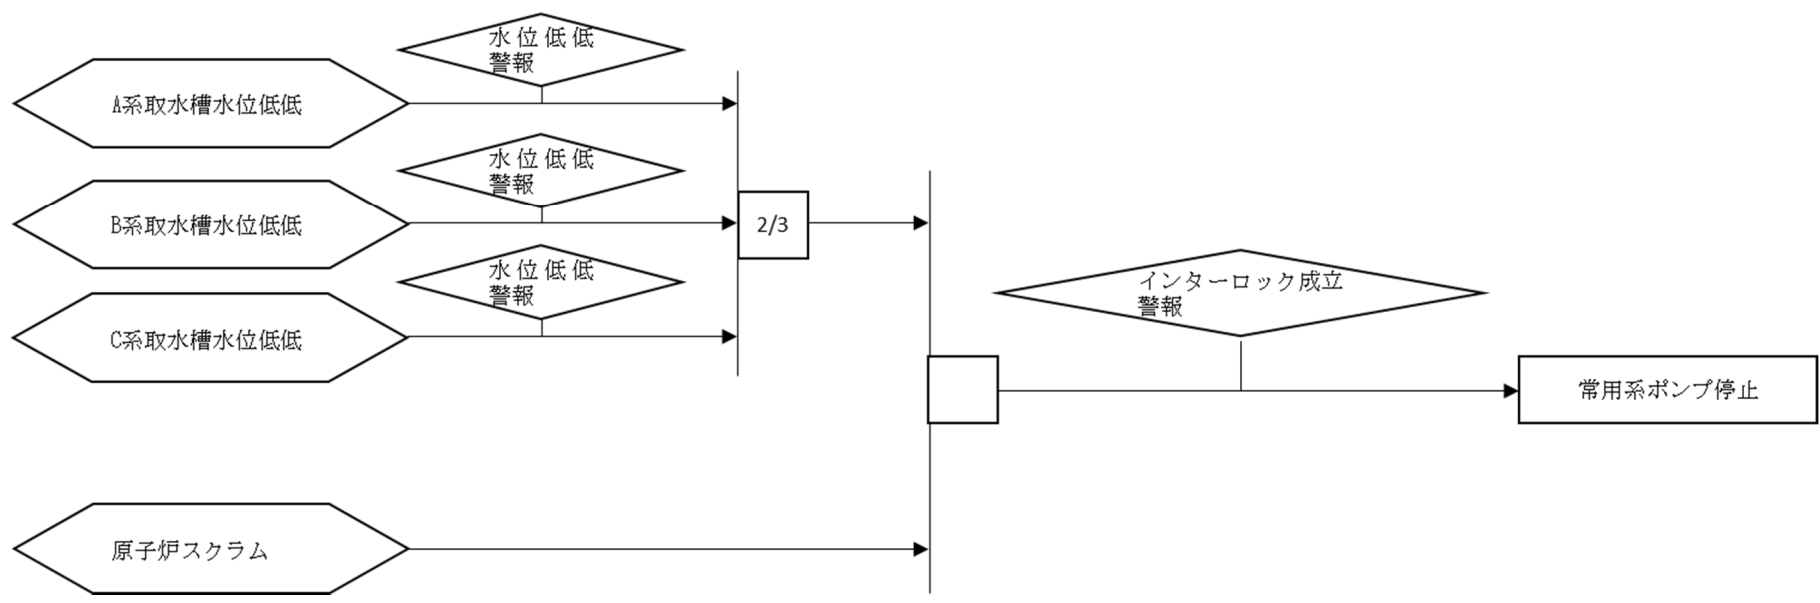 水位低低
警報
A系取水槽水位低低
水位低低
警報
B系取水槽水位低低
2/3
水位低低
警報
C系取水槽水位低低
インターロック成立
警報
常用系ポンプ停止
原子炉スクラム